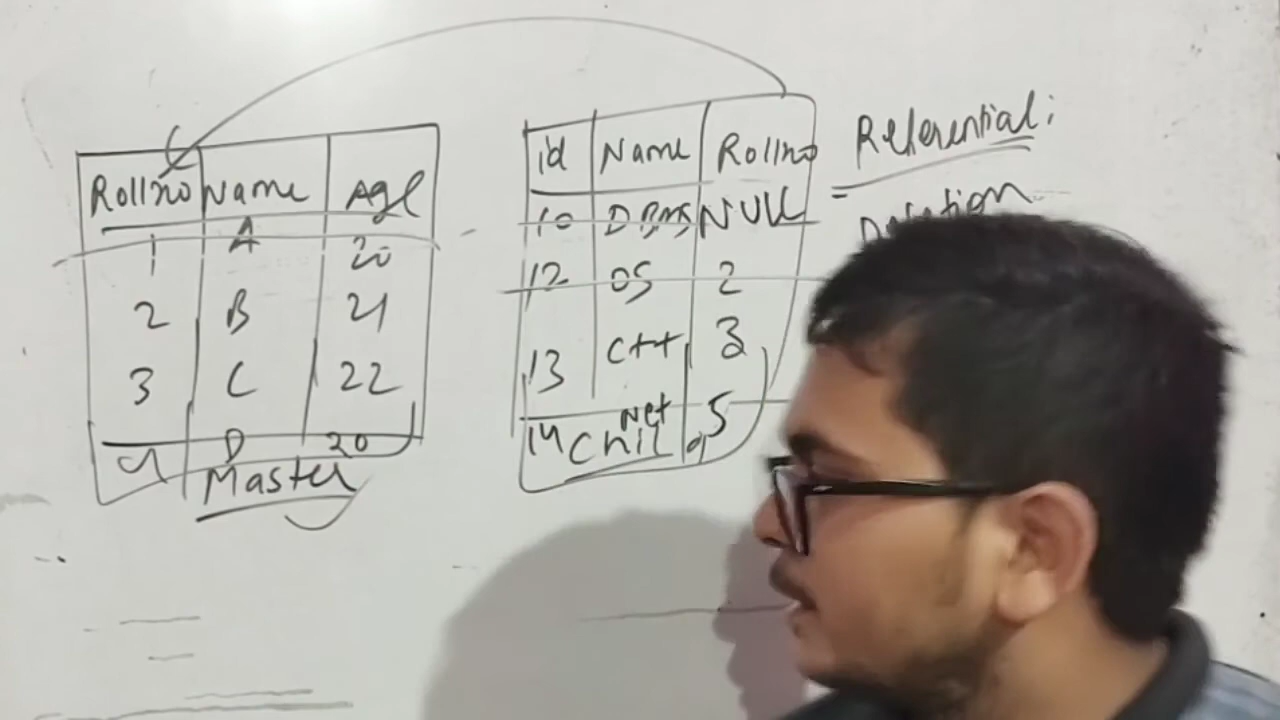 Rollno Name Age
1 A 20
2 B 21
3 C 22
4 D 20
Master
id Name Rollno
10 DBMS NULL
12 OS 2
13 C++ 3
14 Net 5
Child
Referential: